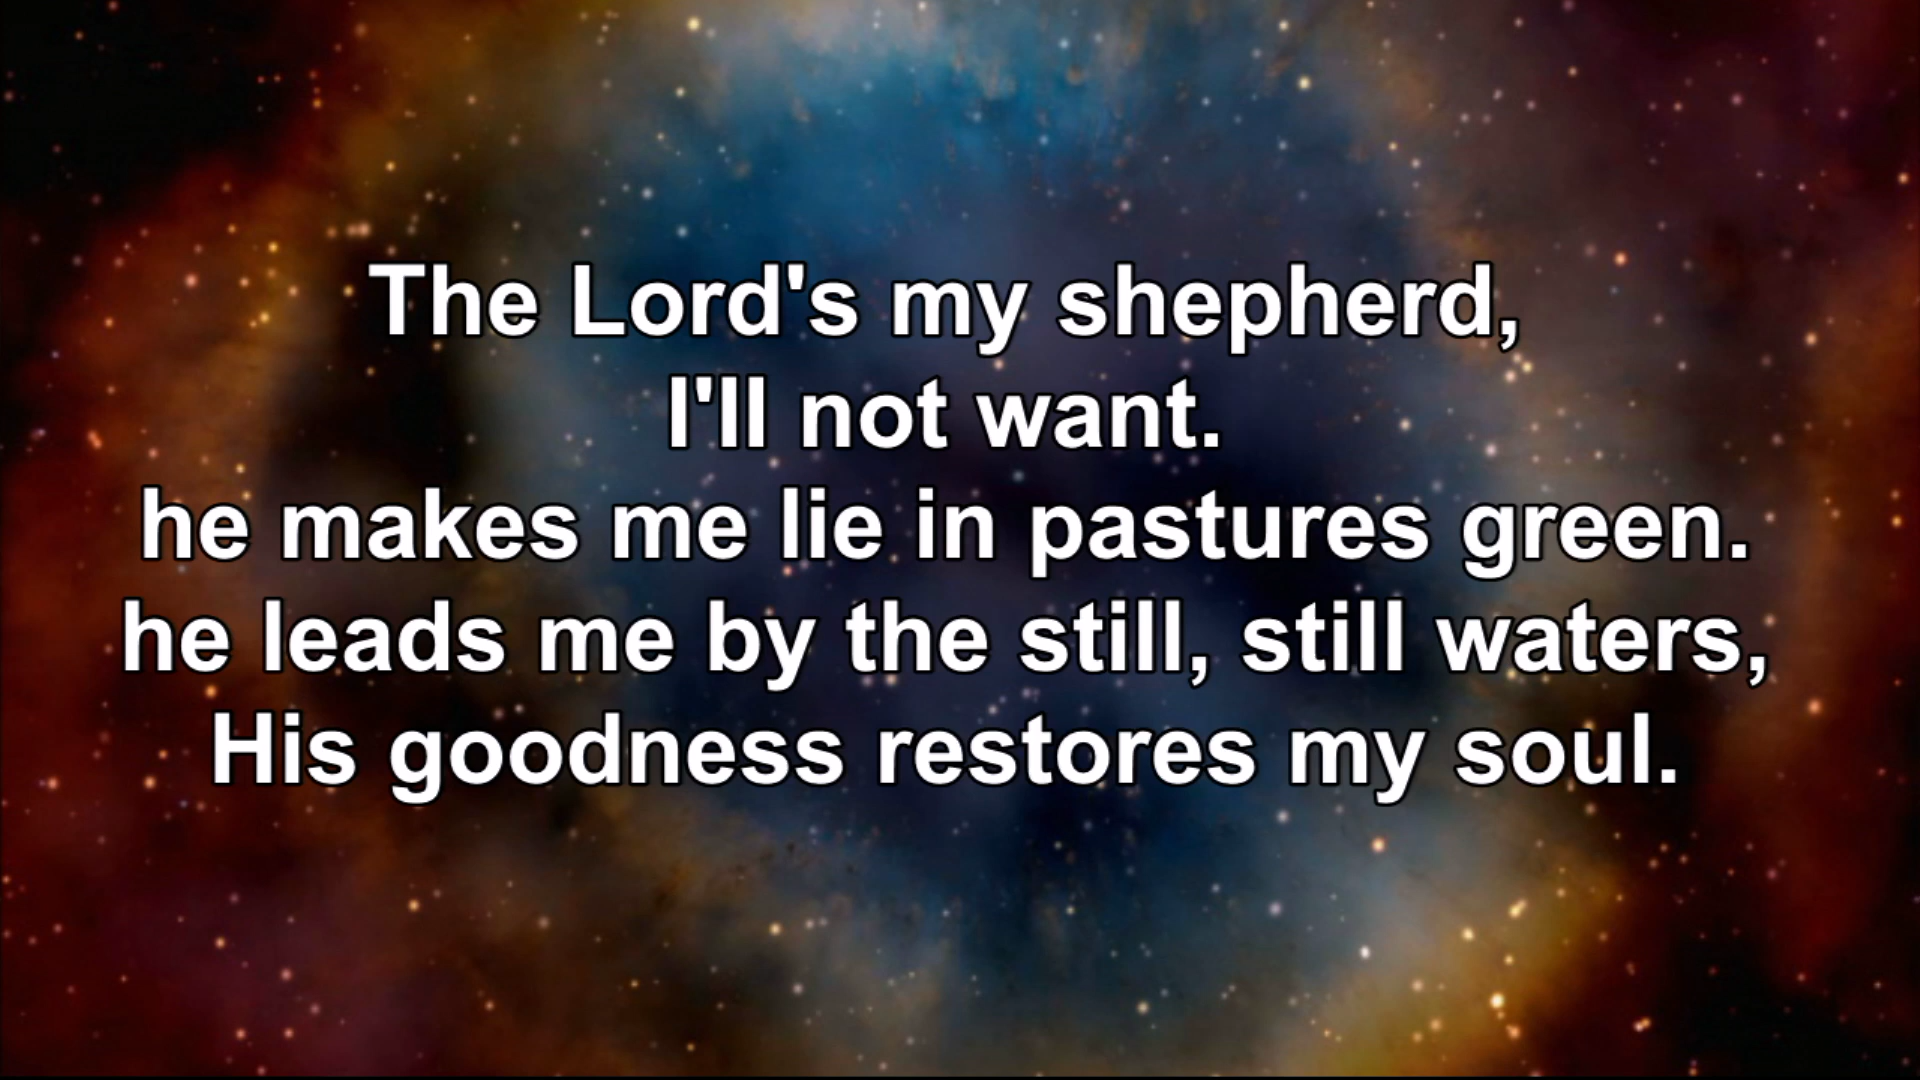 The Lord's my shepherd,
I'll not want.
he makes me lie in pastures green.
he leads me by the still, still waters,
His goodness restores my soul.